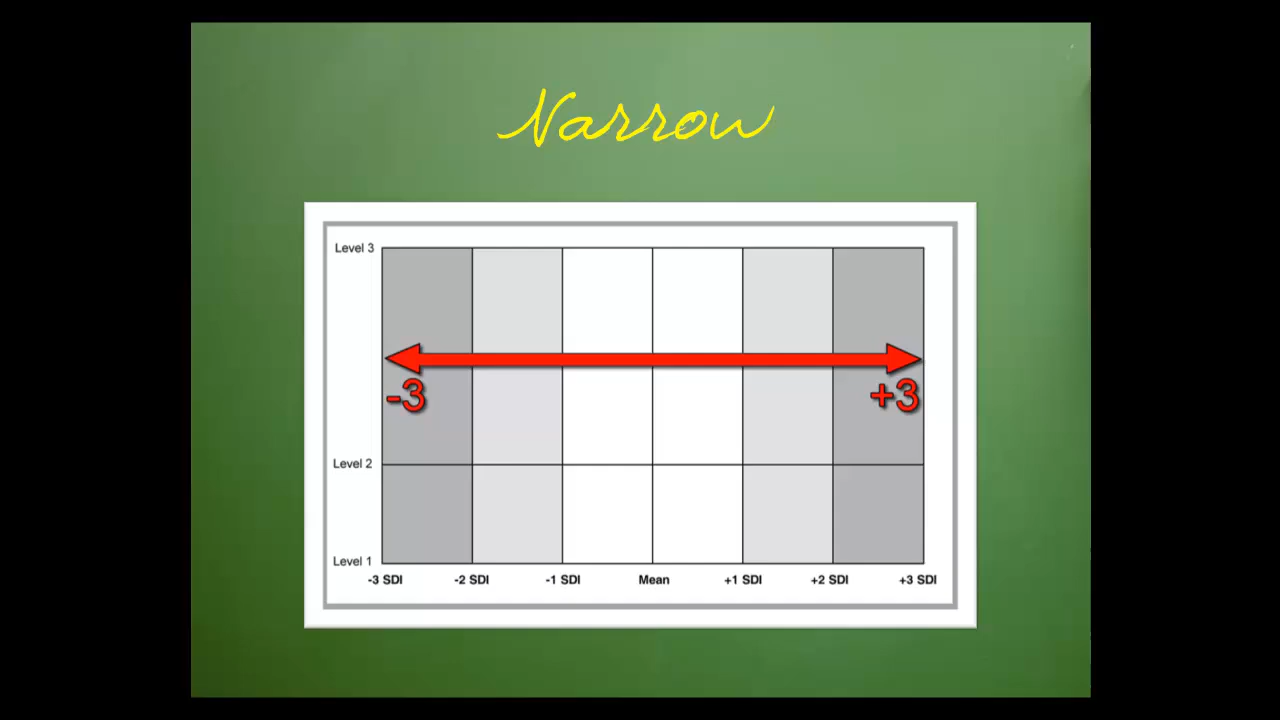 Narrow
Level 3
-3 +3
Level 2
Level 1
-3 SDI -2 SDI -1 SDI Mean +1 SDI +2 SDI +3 SDI